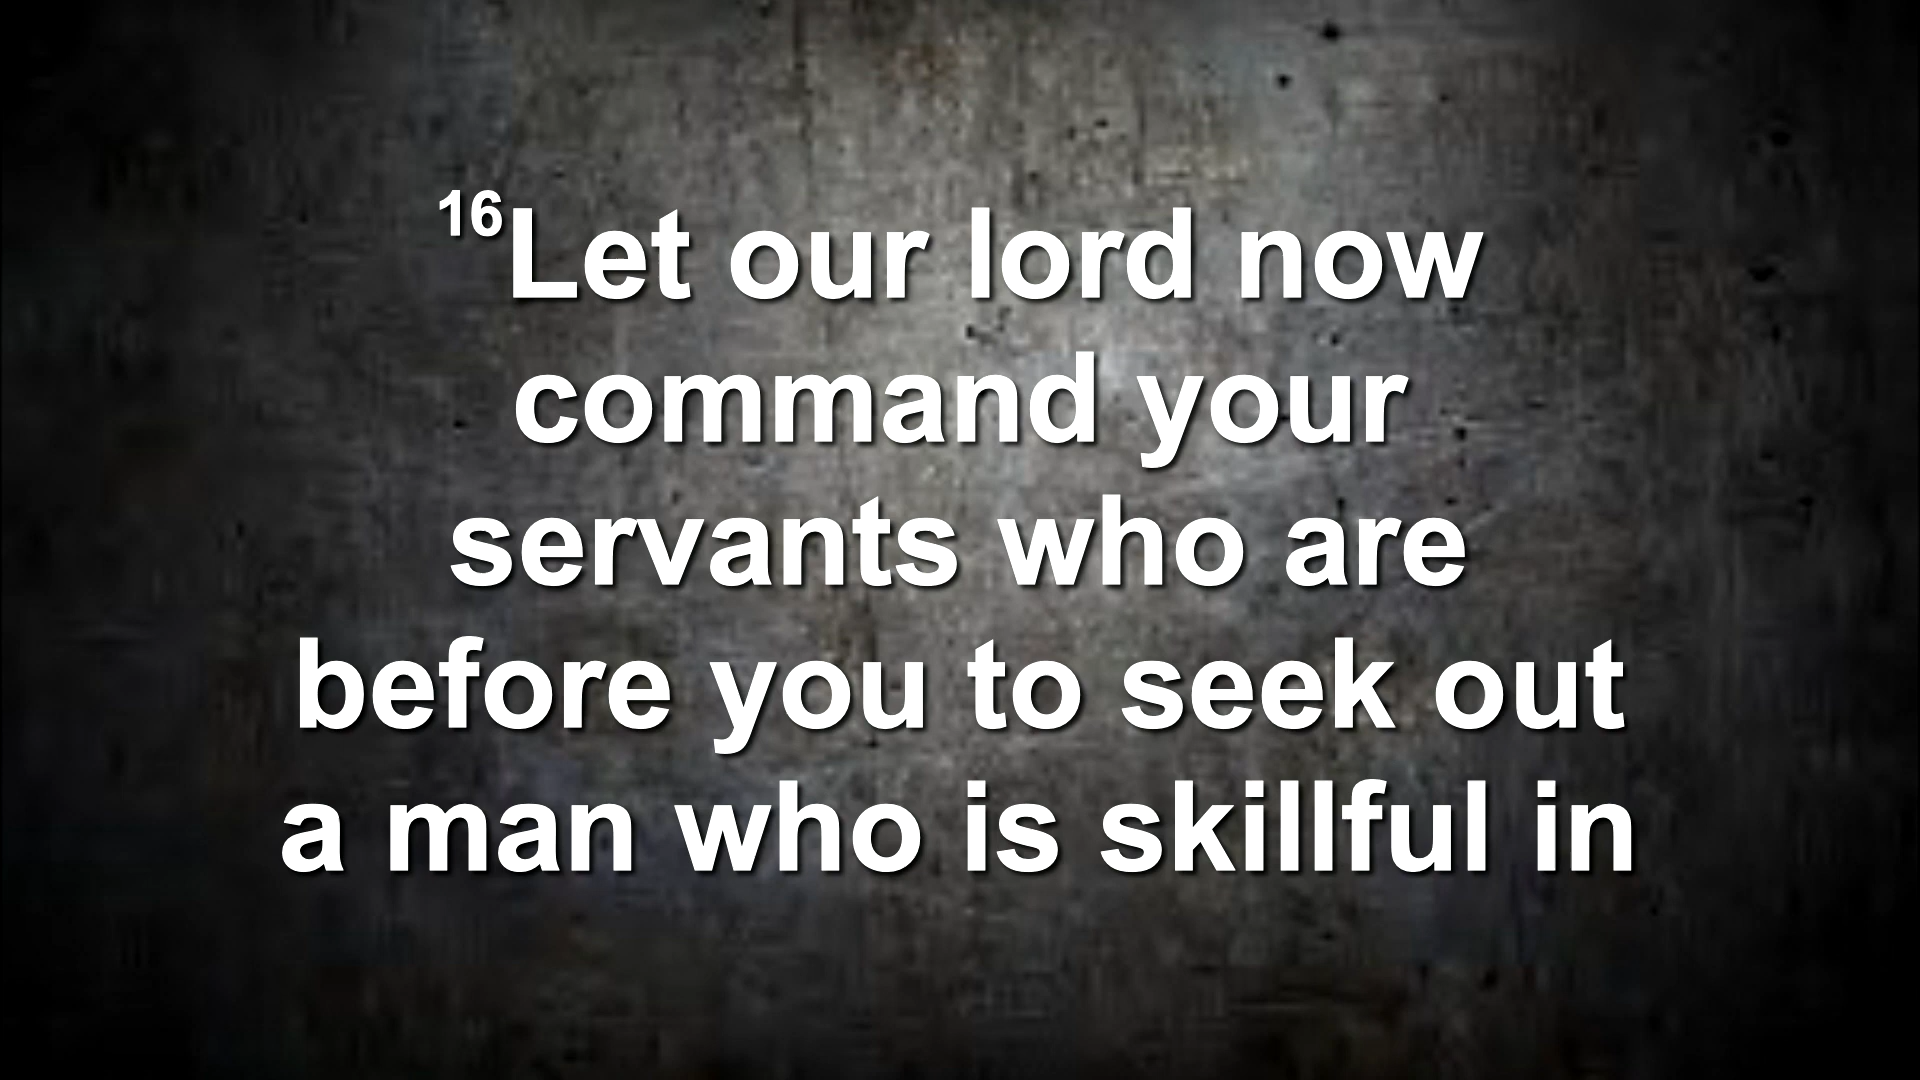 16Let our lord now
command your
servants who are
before you to seek out
a man who is skillful in